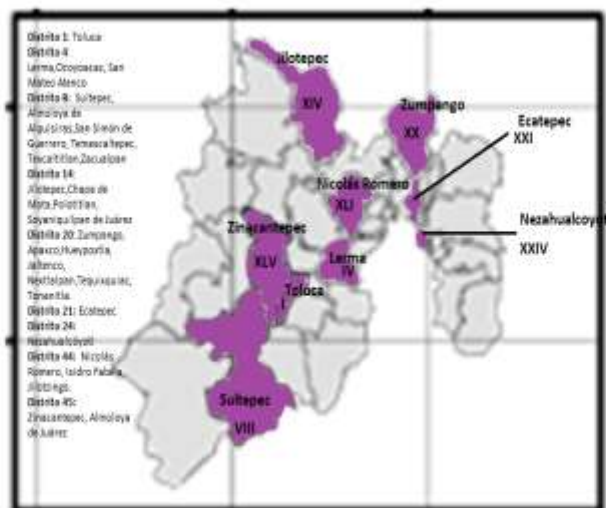 Distrito 1: Toluca
Distrito 4
Lerma,Ocoyoacac, San
Mateo Atenco
Distrito 8: Sultepec,
Almoloya de
Alquisiras,San Simón de
Guerrero, Temascaltepec,
Texcaltitlan,Zacualpan
Distrito 14:
Jilotepec,Chapa de
Mota,Polotitlan,
Soyaniquilpan de Juárez
Distrito 20: Zumpango,
Apaxco,Hueypoxtla,
Jaltenco,
Nextlalpan,Tequixquiac,
Tonanitla
Distrito 21: Ecatepec
Distrito 24:
Nezahualcóyotl
Distrito 44: Nicolás
Romero, Isidro Fabela,
Jilotzingo.
Distrito 45:
Zinacantepec, Almoloya
de Juárez
Jilotepec
XIV
Zumpango
XX
Ecatepec
XXI
Nicolás Romero
XLI
Nezahualcoyotl
XXIV
Zinacantepec
XLV
Lerma
IV
Toluca
I
Sultepec
VIII